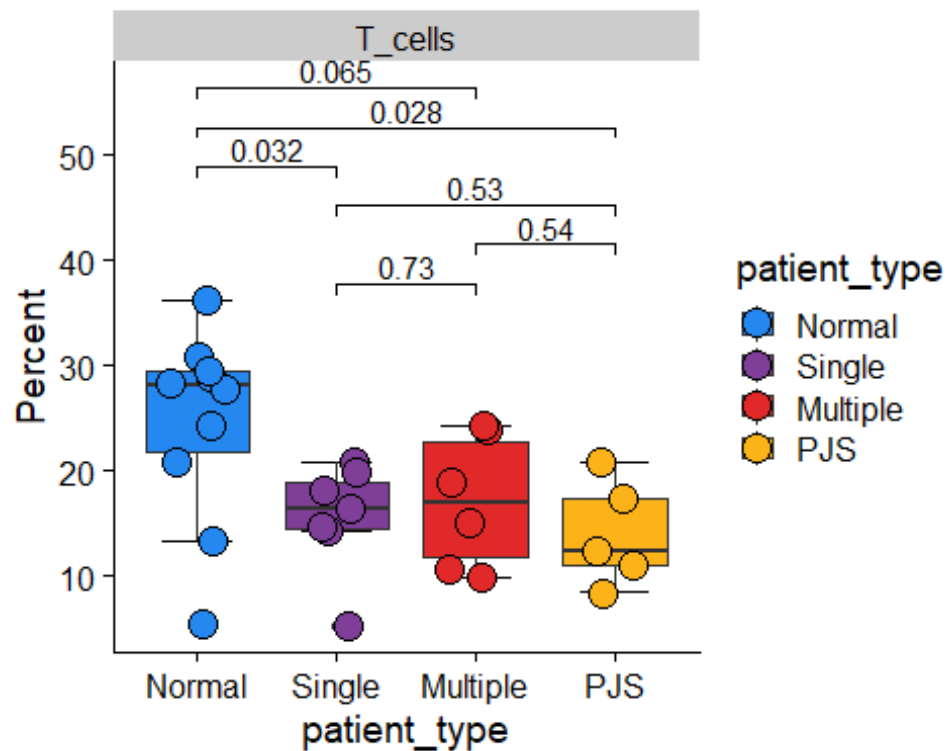 T_cells
0.065
0.028
0.032
0.53
0.54
0.73
50
40
30
20
10
Percent
Normal Single Multiple PJS
patient_type
patient_type
Normal
Single
Multiple
PJS